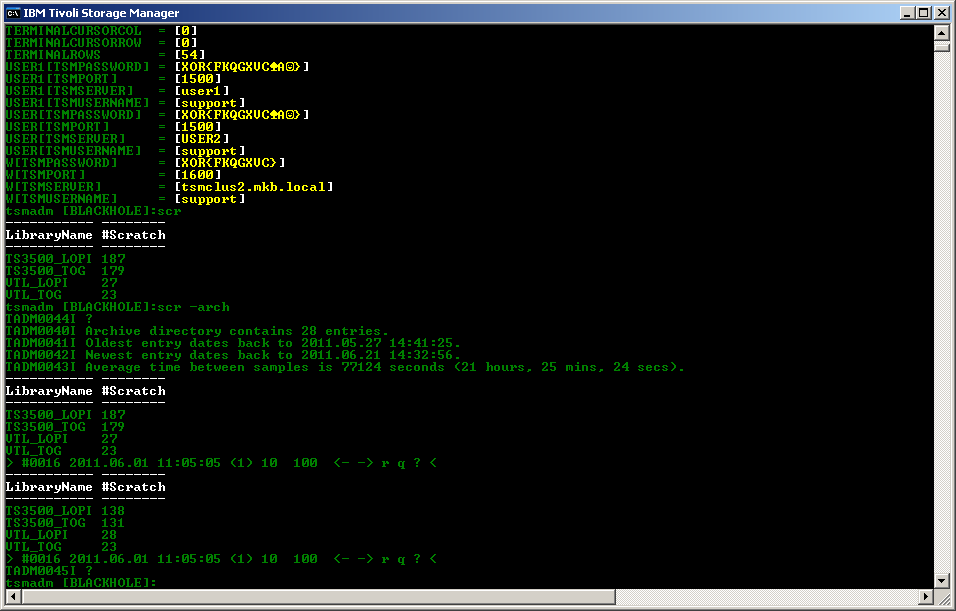 IBM Tivoli Storage Manager
TERMINALCURSORCOL = [0]
TERMINALCURSORROW = [0]
TERMINALROWS = [54]
USER1[TSMPASSWORD] = [XOR{FKQGXVC♠A☺}]
USER1[TSMPORT] = [1500]
USER1[TSMSERVER] = [user1]
USER1[TSMUSERNAME] = [support]
USER[TSMPASSWORD] = [XOR{FKQGXVC♠A☺}]
USER[TSMPORT] = [1500]
USER[TSMSERVER] = [USER2]
USER[TSMUSERNAME] = [support]
W[TSMPASSWORD] = [XOR{FKQGXVC}]
W[TSMPORT] = [1600]
W[TSMSERVER] = [tsmclus2.mkb.local]
W[TSMUSERNAME] = [support]
tsmadm [BLACKHOLE]:scr
----------- --------
LibraryName #Scratch
----------- --------
TS3500_LOPI 187
TS3500_TOG 179
VTL_LOPI 27
VTL_TOG 23
tsmadm [BLACKHOLE]:scr -arch
TADM0044I ?
TADM0040I Archive directory contains 28 entries.
TADM0041I Oldest entry dates back to 2011.05.27 14:41:25.
TADM0042I Newest entry dates back to 2011.06.21 14:32:56.
TADM0043I Average time between samples is 77124 seconds (21 hours, 25 mins, 24 secs).
----------- --------
LibraryName #Scratch
----------- --------
TS3500_LOPI 187
TS3500_TOG 179
VTL_LOPI 27
VTL_TOG 23
> #0016 2011.06.01 11:05:05 (1) 10 100 <- -> r q ? <
----------- --------
LibraryName #Scratch
----------- --------
TS3500_LOPI 138
TS3500_TOG 131
VTL_LOPI 28
VTL_TOG 23
> #0016 2011.06.01 11:05:05 (1) 10 100 <- -> r q ? <
TADM0045I ?
tsmadm [BLACKHOLE]: